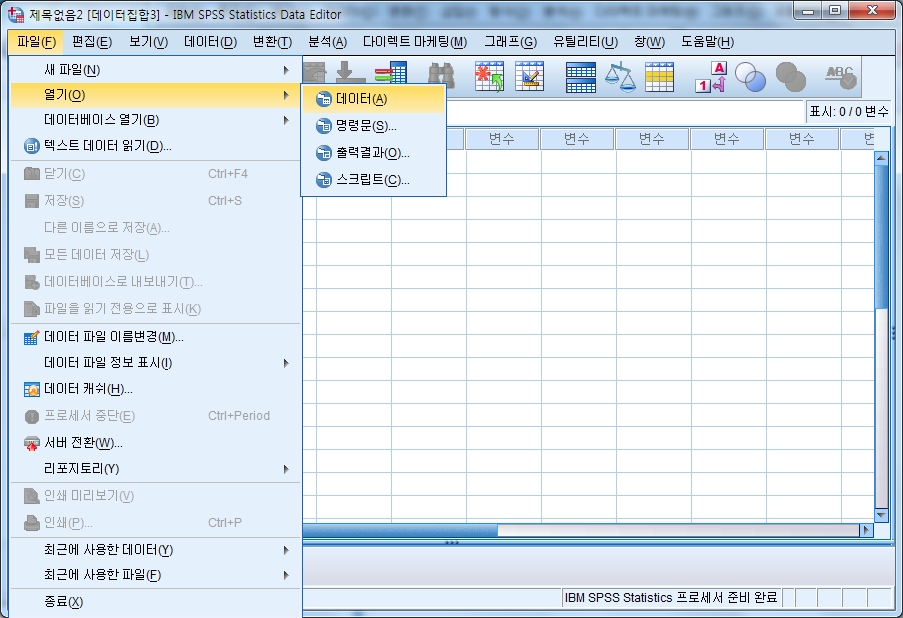 제목없음2 [데이터집합3] - IBM SPSS Statistics Data Editor
파일(F) 편집(E) 보기(V) 데이터(D) 변환(T) 분석(A) 다이렉트 마케팅(M) 그래프(G) 유틸리티(U) 창(W) 도움말(H)
새 파일(N)
열기(O)
데이터베이스 열기(B)
텍스트 데이터 읽기(D)...
닫기(C) Ctrl+F4
저장(S) Ctrl+S
다른 이름으로 저장(A)...
모든 데이터 저장(L)
데이터베이스로 내보내기(T)...
파일을 읽기 전용으로 표시(K)
데이터 파일 이름변경(M)...
데이터 파일 정보 표시(I)
데이터 캐쉬(H)...
프로세서 중단(E) Ctrl+Period
서버 전환(W)...
리포지토리(Y)
인쇄 미리보기(V)
인쇄(P)... Ctrl+P
최근에 사용한 데이터(Y)
최근에 사용한 파일(F)
종료(X)
데이터(A)
명령문(S)...
출력결과(O)...
스크립트(C)...
A
1
ABC
표시: 0 / 0 변수
변수 변수 변수 변수 변수
IBM SPSS Statistics 프로세서 준비 완료